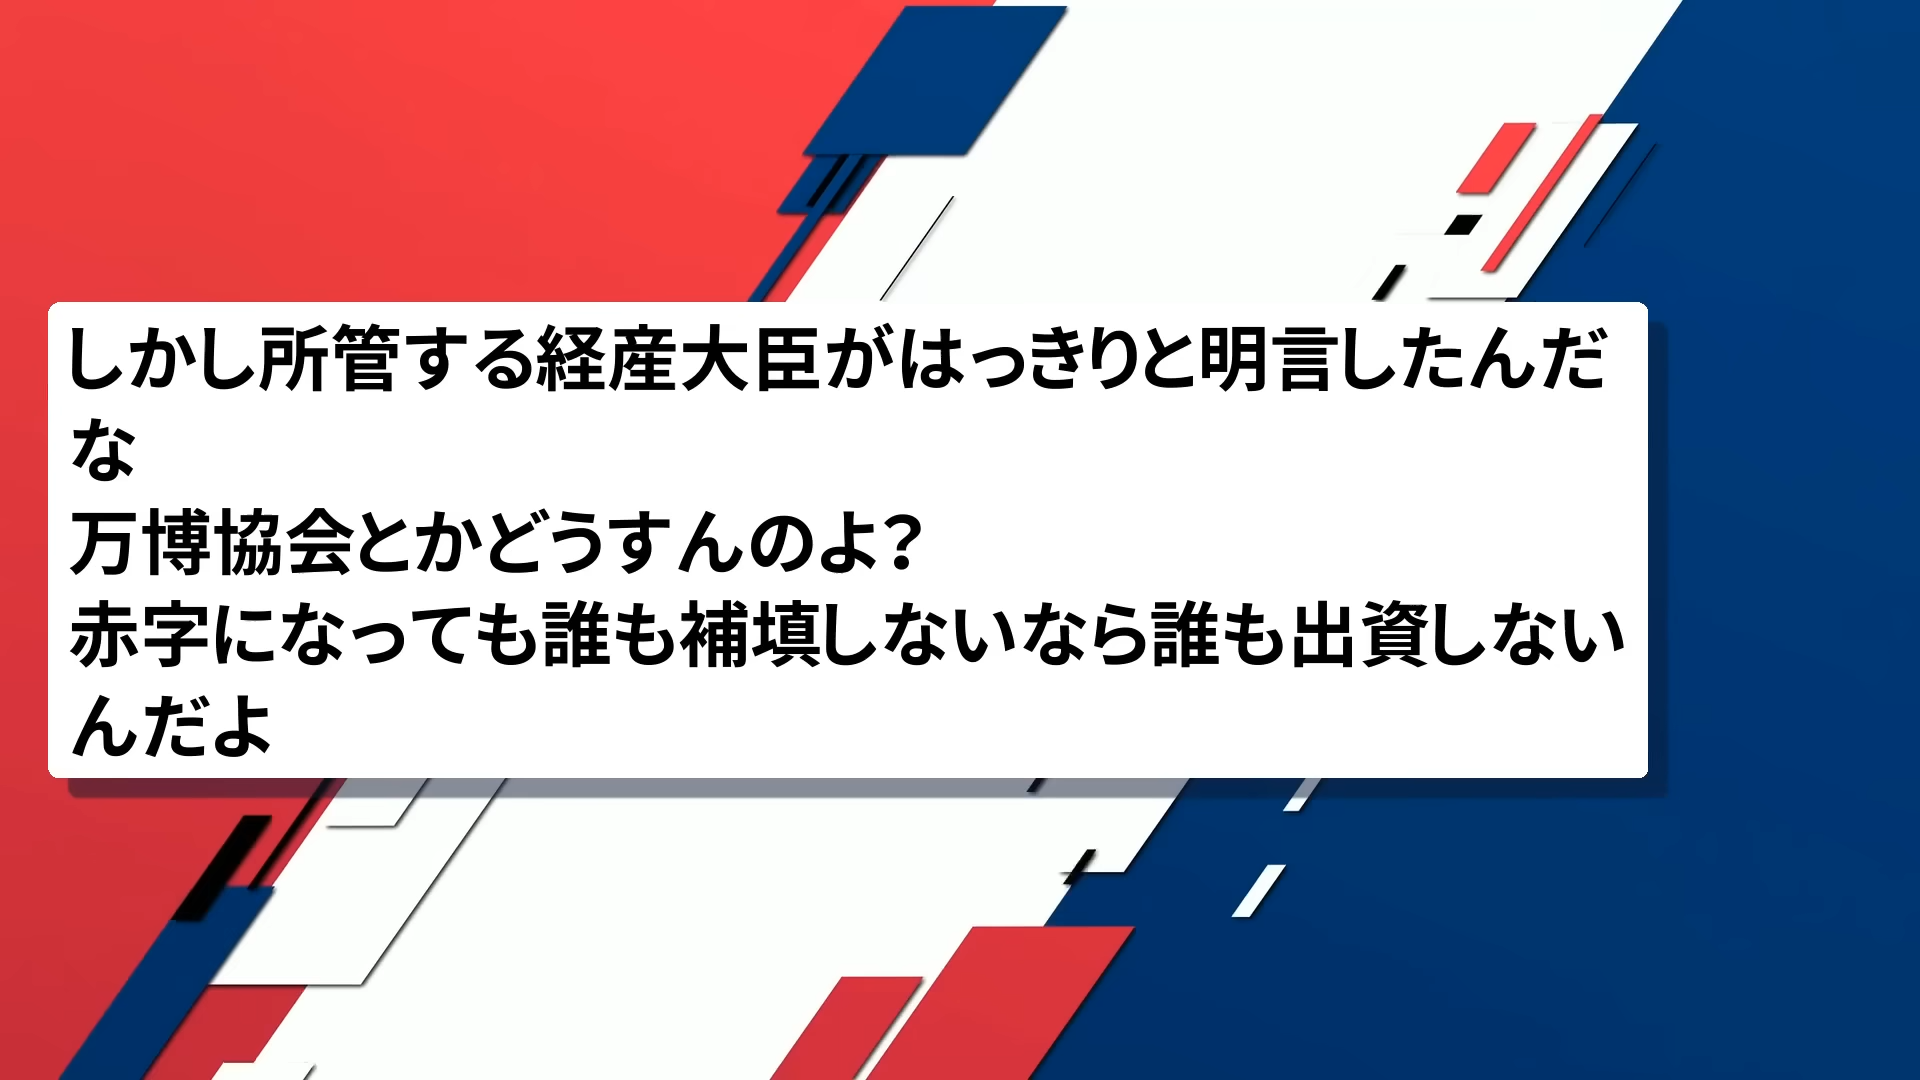 しかし所管する経産大臣がはっきりと明言したんだ
な
万博協会とかどうすんのよ？
赤字になっても誰も補填しないなら誰も出資しない
んだよ